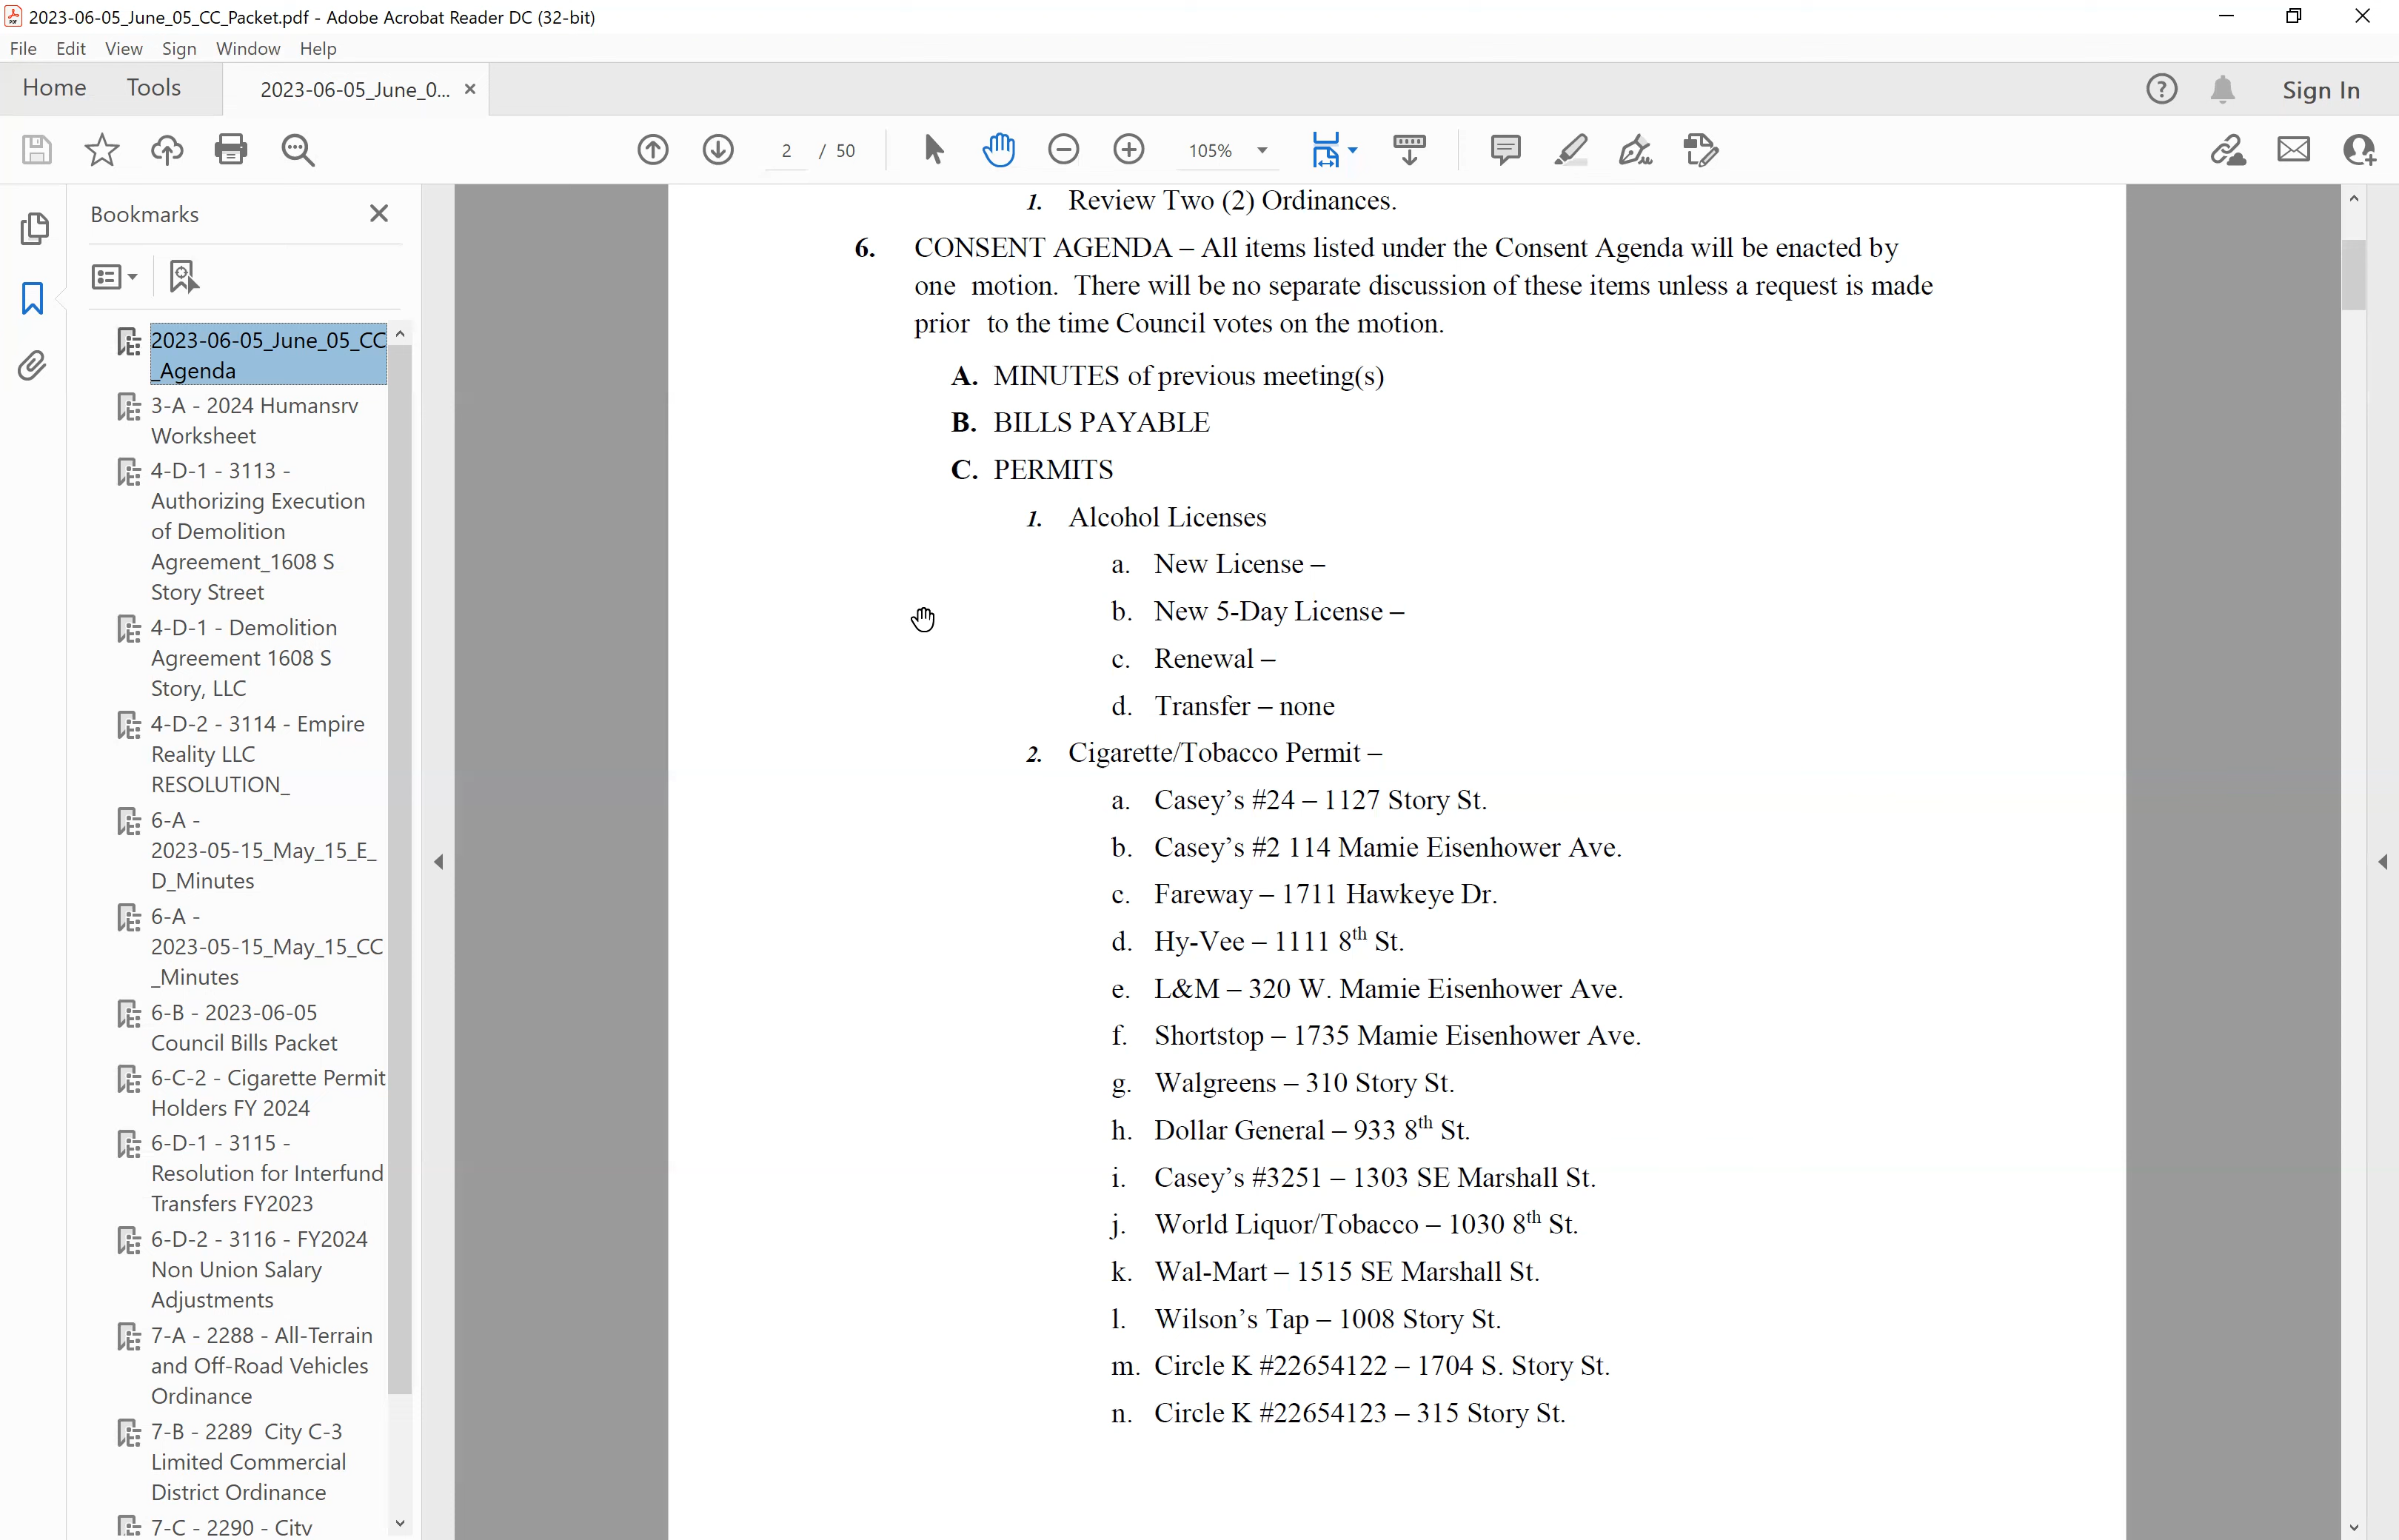 2023-06-05_June_05_CC_Packet.pdf - Adobe Acrobat Reader DC (32-bit)
File Edit View Sign Window Help
Home Tools 2023-06-05_June_0... × Sign In
2 / 50 105%
Bookmarks
2023-06-05_June_05_CC
_Agenda
3-A - 2024 Humansrv
Worksheet
4-D-1 - 3113 -
Authorizing Execution
of Demolition
Agreement_1608 S
Story Street
4-D-1 - Demolition
Agreement 1608 S
Story, LLC
4-D-2 - 3114 - Empire
Reality LLC
RESOLUTION_
6-A -
2023-05-15_May_15_E_
D_Minutes
6-A -
2023-05-15_May_15_CC
_Minutes
6-B - 2023-06-05
Council Bills Packet
6-C-2 - Cigarette Permit
Holders FY 2024
6-D-1 - 3115 -
Resolution for Interfund
Transfers FY2023
6-D-2 - 3116 - FY2024
Non Union Salary
Adjustments
7-A - 2288 - All-Terrain
and Off-Road Vehicles
Ordinance
7-B - 2289 City C-3
Limited Commercial
District Ordinance
7-C - 2290 - City
1. Review Two (2) Ordinances.
6. CONSENT AGENDA – All items listed under the Consent Agenda will be enacted by
one motion. There will be no separate discussion of these items unless a request is made
prior to the time Council votes on the motion.
A. MINUTES of previous meeting(s)
B. BILLS PAYABLE
C. PERMITS
1. Alcohol Licenses
a. New License –
b. New 5-Day License –
c. Renewal –
d. Transfer – none
2. Cigarette/Tobacco Permit –
a. Casey's #24 – 1127 Story St.
b. Casey's #2 114 Mamie Eisenhower Ave.
c. Fareway – 1711 Hawkeye Dr.
d. Hy-Vee – 1111 8th St.
e. L&M – 320 W. Mamie Eisenhower Ave.
f. Shortstop – 1735 Mamie Eisenhower Ave.
g. Walgreens – 310 Story St.
h. Dollar General – 933 8th St.
i. Casey's #3251 – 1303 SE Marshall St.
j. World Liquor/Tobacco – 1030 8th St.
k. Wal-Mart – 1515 SE Marshall St.
l. Wilson's Tap – 1008 Story St.
m. Circle K #22654122 – 1704 S. Story St.
n. Circle K #22654123 – 315 Story St.